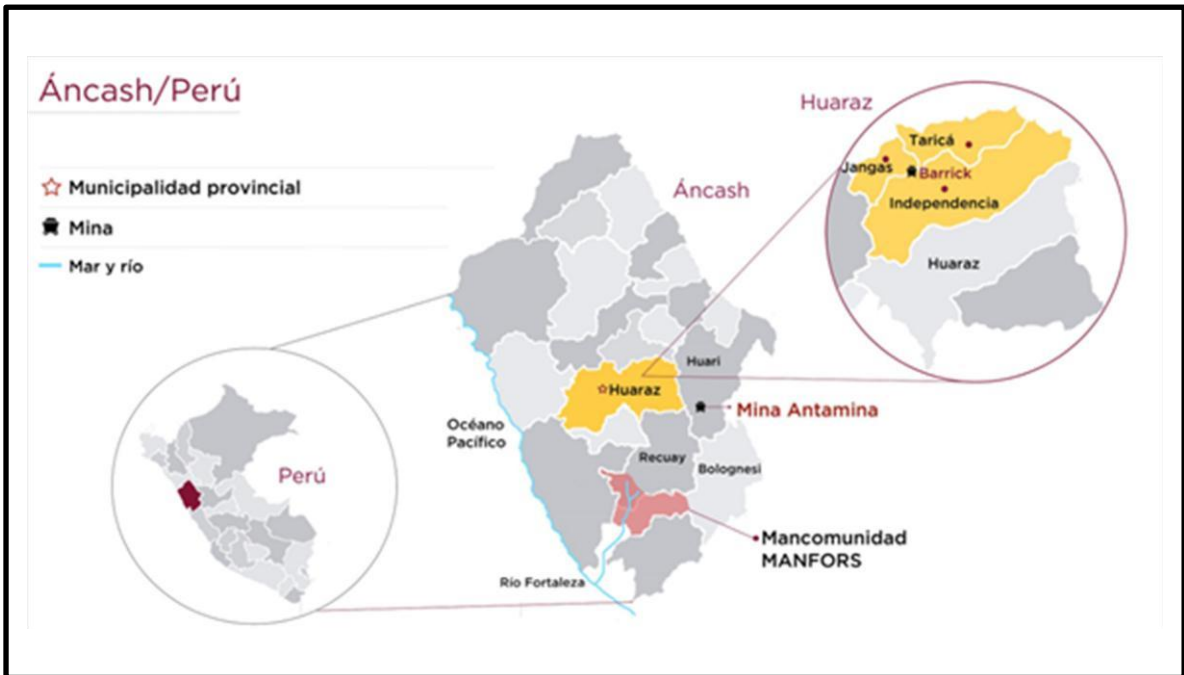 Áncash/Perú
Municipalidad provincial
Mina
Mar y río
Huaraz
Taricá
Jangas
Barrick
Independencia
Huaraz
Áncash
Huari
Huaraz
Mina Antamina
Océano
Pacífico
Recuay
Bolognesi
Perú
Mancomunidad
MANFORS
Río Fortaleza